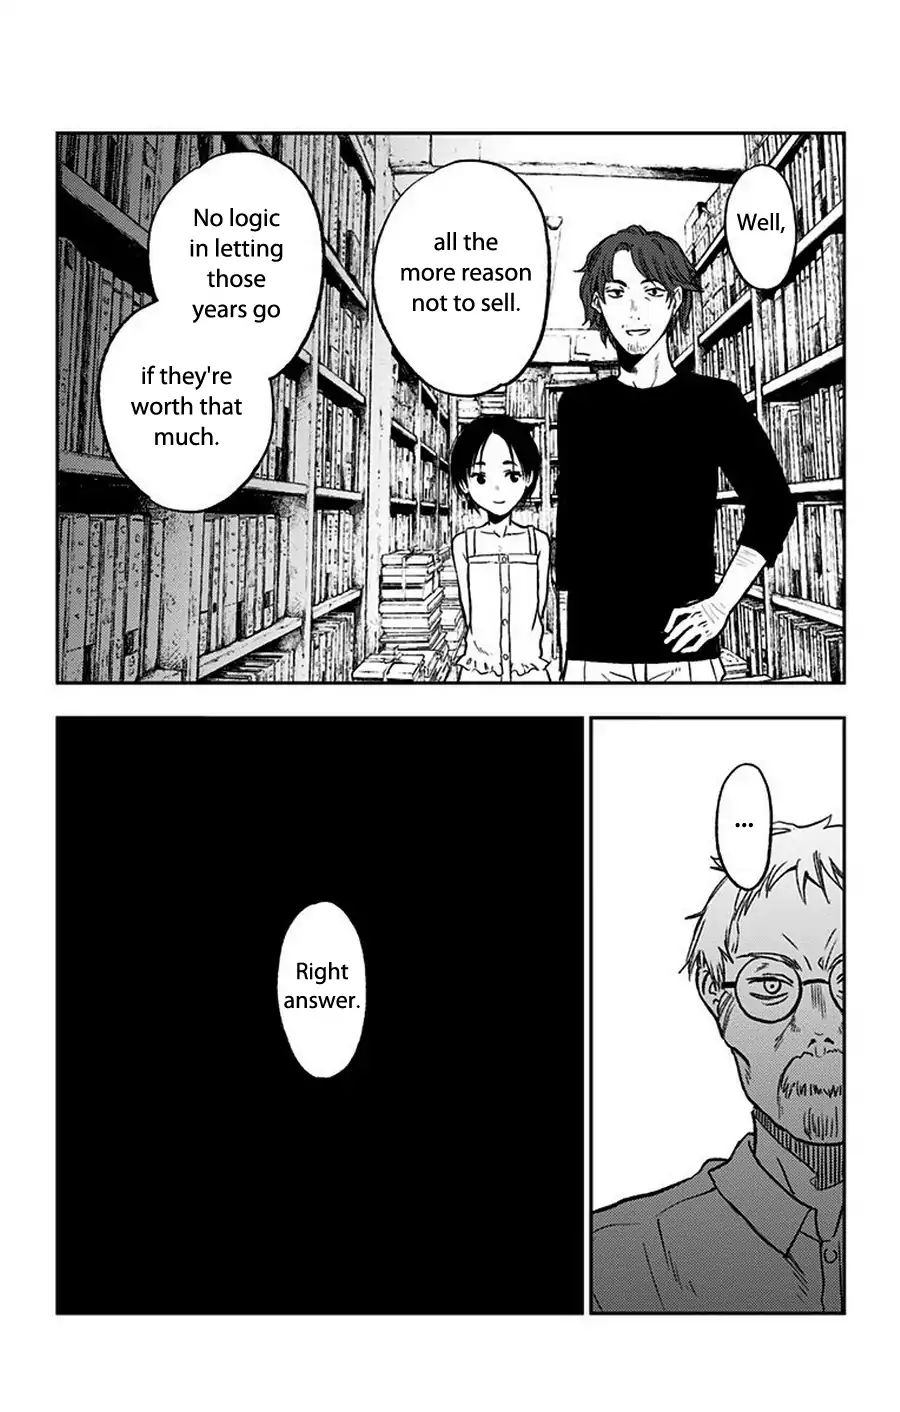 Well,
all the
more reason
not to sell.
No logic
in letting
those
years go
if they're
worth that
much.
...
Right
answer.